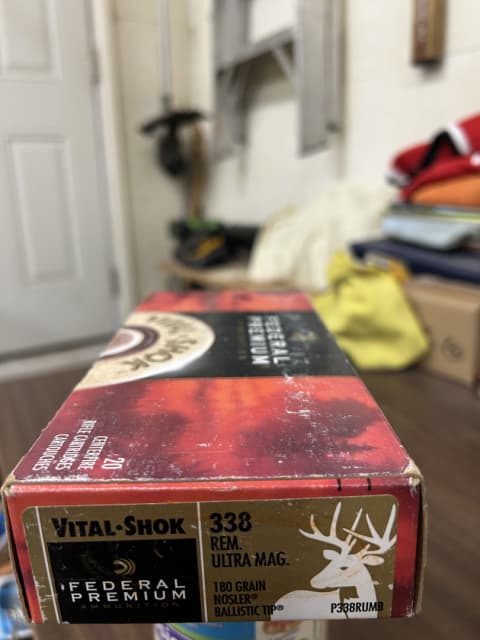 SHOK
FEDERAL
PREMIUM
20
CENTERFIRE
RIFLE CARTRIDGES
CARTOUCHES
VITAL•SHOK
FEDERAL
PREMIUM
AMMUNITION
338
REM.
ULTRA MAG.
180 GRAIN
NOSLER®
BALLISTIC TIP®
P338RUMB